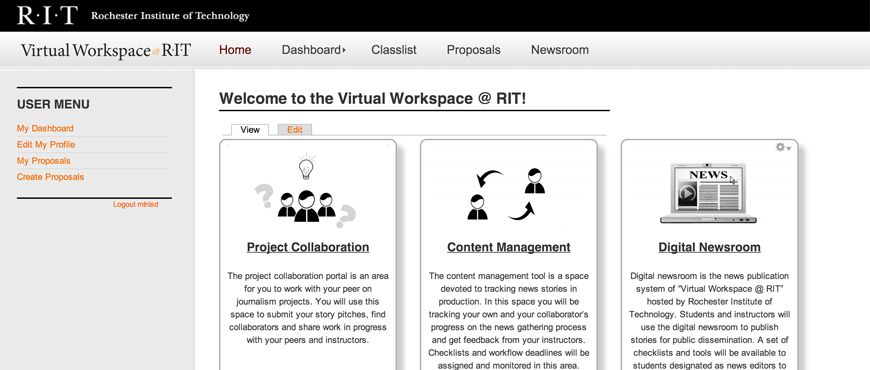 R·I·T Rochester Institute of Technology
Virtual Workspace @ R·IT
Home Dashboard Classlist Proposals Newsroom
USER MENU
My Dashboard
Edit My Profile
My Proposals
Create Proposals
Logout mlnisd
Welcome to the Virtual Workspace @ RIT!
View Edit
Project Collaboration
The project collaboration portal is an area
for you to work with your peer on
journalism projects. You will use this
space to submit your story pitches, find
collaborators and share work in progress
with your peers and instructors.
Content Management
The content management tool is a space
devoted to tracking news stories in
production. In this space you will be
tracking your own and your collaborator's
progress on the news gathering process
and get feedback from your instructors.
Checklists and workflow deadlines will be
assigned and monitored in this area.
NEWS
Digital Newsroom
Digital newsroom is the news publication
system of "Virtual Workspace @ RIT"
hosted by Rochester Institute of
Technology. Students and instructors will
use the digital newsroom to publish
stories for public dissemination. A set of
checklists and tools will be available to
students designated as news editors to